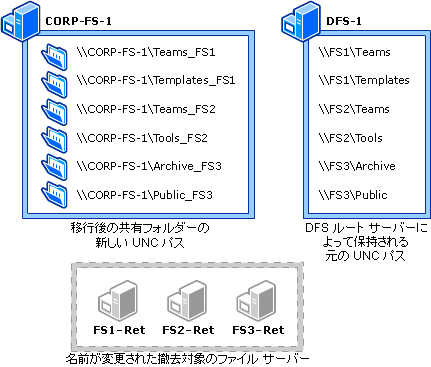 CORP-FS-1
\\CORP-FS-1\Teams_FS1
\\CORP-FS-1\Templates_FS1
\\CORP-FS-1\Teams_FS2
\\CORP-FS-1\Tools_FS2
\\CORP-FS-1\Archive_FS3
\\CORP-FS-1\Public_FS3
移行後の共有フォルダーの
新しい UNC パス
DFS-1
\\FS1\Teams
\\FS1\Templates
\\FS2\Teams
\\FS2\Tools
\\FS3\Archive
\\FS3\Public
DFS ルート サーバーに
よって保持される
元の UNC パス
FS1-Ret FS2-Ret FS3-Ret
名前が変更された撤去対象のファイル サーバー